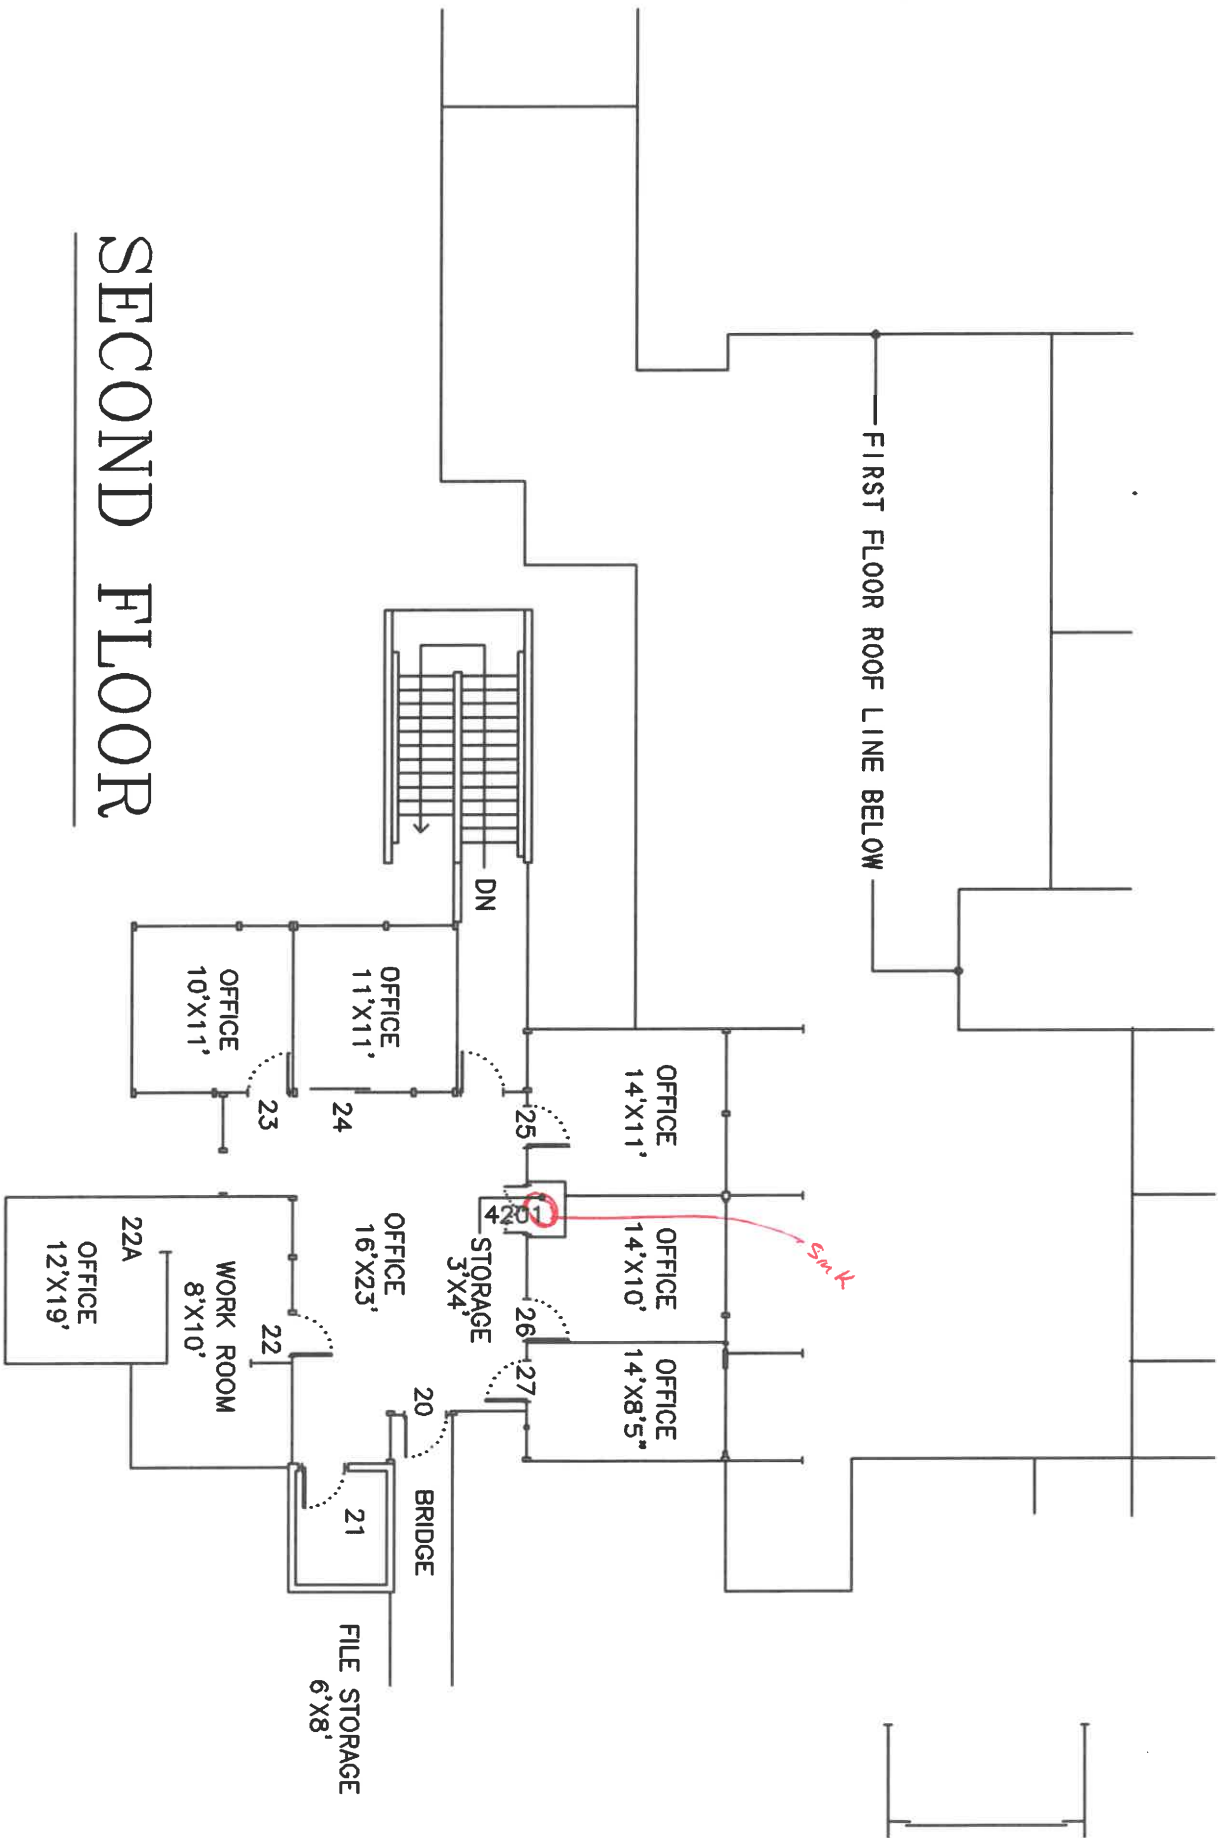 FIRST FLOOR ROOF LINE BELOW
OFFICE
14'X11'
OFFICE
14'X10'
OFFICE
14'X8'5"
Sink
25
4201
26
27
DN
STORAGE
3'X4'
OFFICE
11'X11'
OFFICE
16'X23'
20
BRIDGE
24
21
FILE STORAGE
6'X8'
OFFICE
10'X11'
23
22
WORK ROOM
8'X10'
22A
OFFICE
12'X19'
SECOND FLOOR